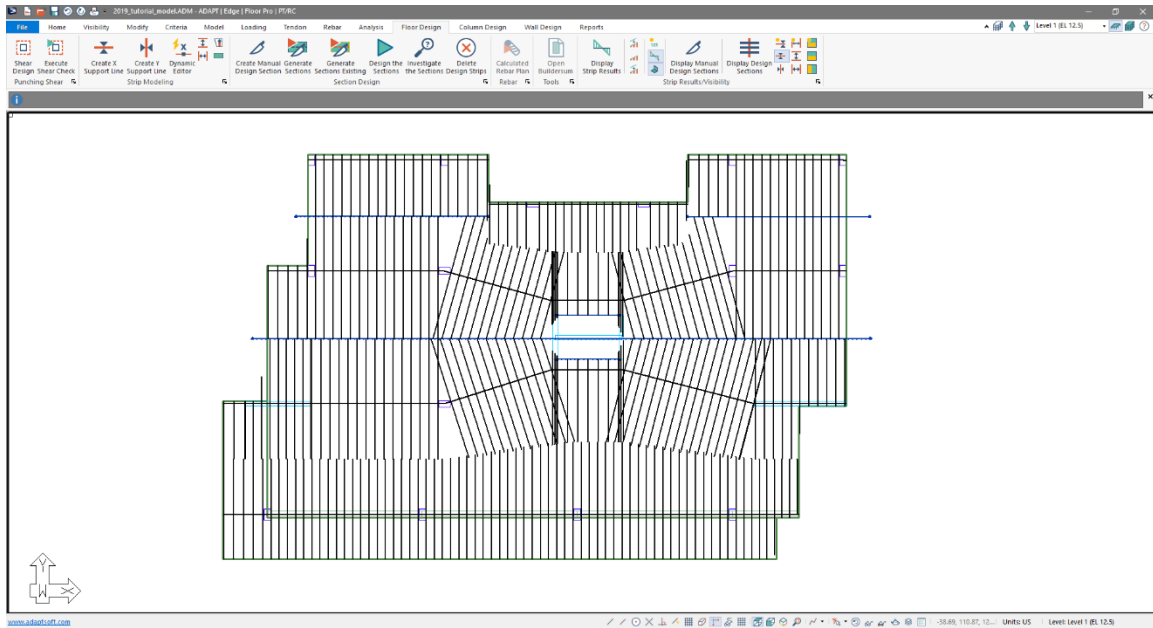 2019_tutorial_model.ADM - ADAPT | Edge | Floor Pro | PT/RC
File Home Visibility Modify Criteria Model Loading Tendon Rebar Analysis Floor Design Column Design Wall Design Reports
Level 1 (EL 12.5)
Shear Design
Execute Shear Check
Create X Support Line
Create Y Support Line
Dynamic Editor
Create Manual Design Section
Generate Sections
Generate Sections Existing
Design the Sections
Investigate the Sections
Delete Design Strips
Calculated Rebar Plan
Open Buildersum
Display Strip Results
Display Manual Design Sections
Display Design Sections
Punching Shear
Strip Modeling
Section Design
Rebar
Tools
Strip Results/Visibility
Y
W X
www.adaptsoft.com
-38.69, 110.87, 12... Units: US Level: Level 1 (EL 12.5)